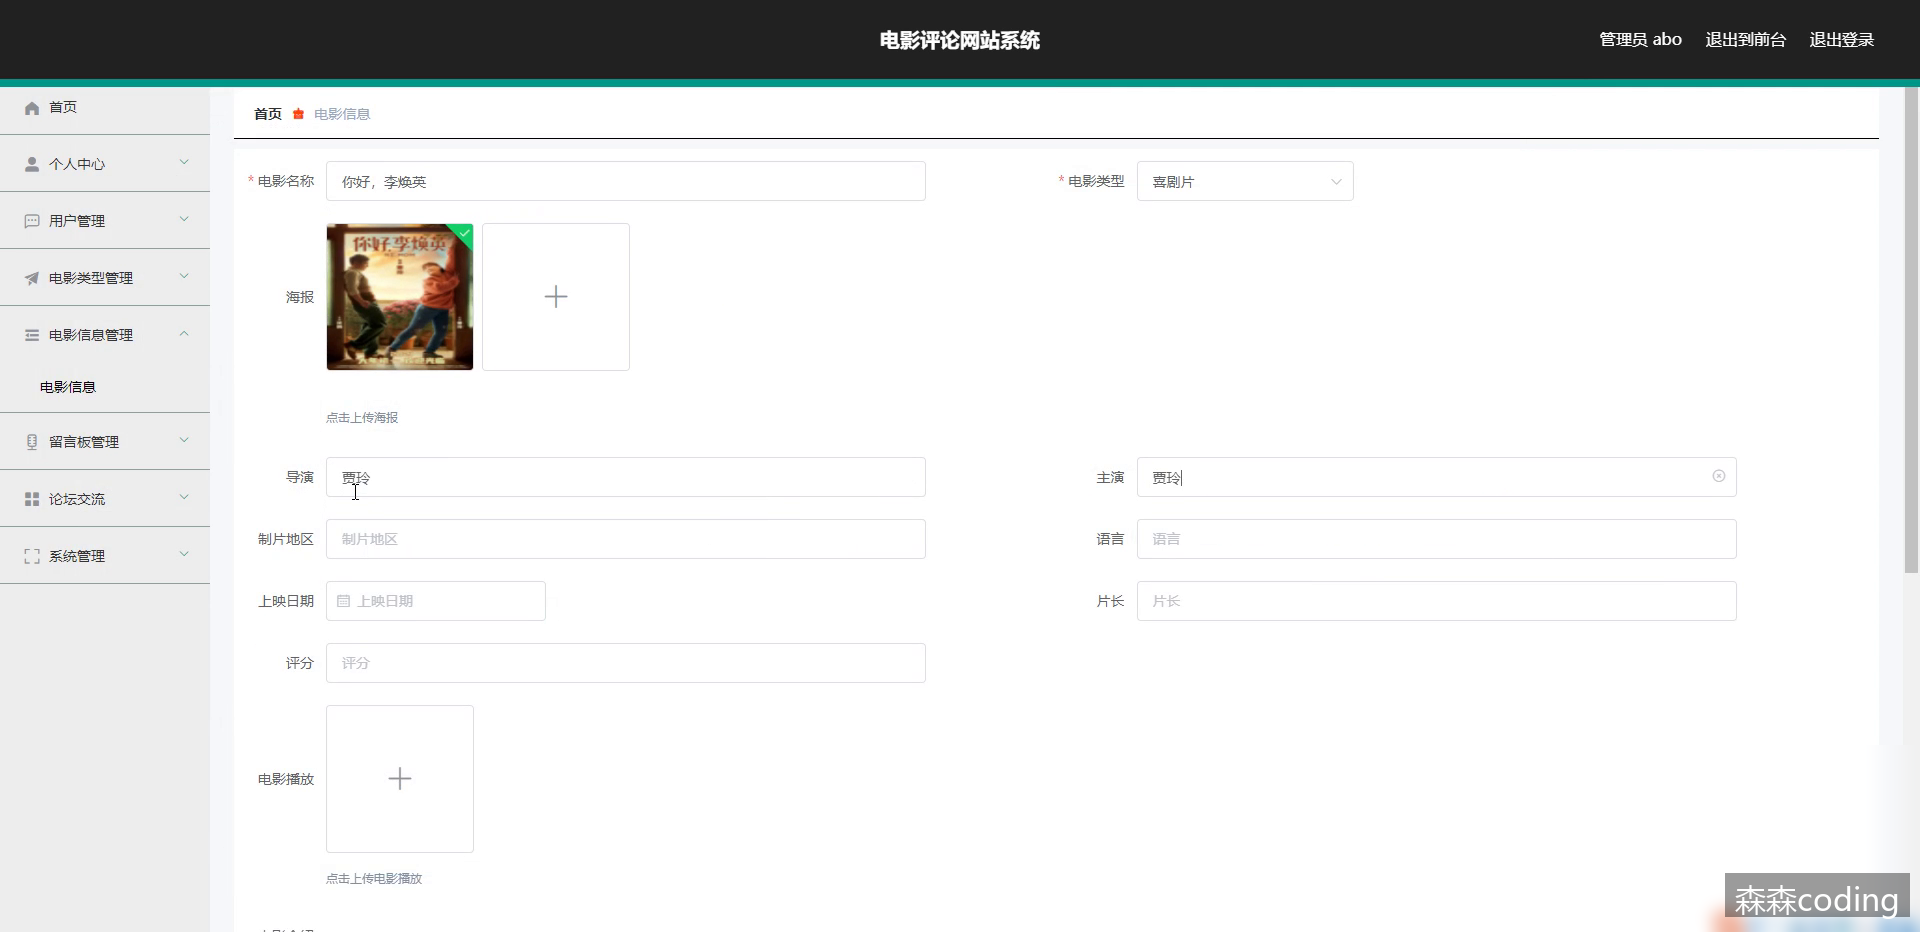 电影评论网站系统
管理员 abo
退出到前台
退出登录
首页
个人中心
用户管理
电影类型管理
电影信息管理
电影信息
留言板管理
论坛交流
系统管理
首页 电影信息
* 电影名称 你好，李焕英
* 电影类型 喜剧片
海报
你好,李焕英
点击上传海报
导演 贾玲
主演 贾玲
制片地区 制片地区
语言 语言
上映日期 上映日期
片长 片长
评分 评分
电影播放
点击上传电影播放
森森coding